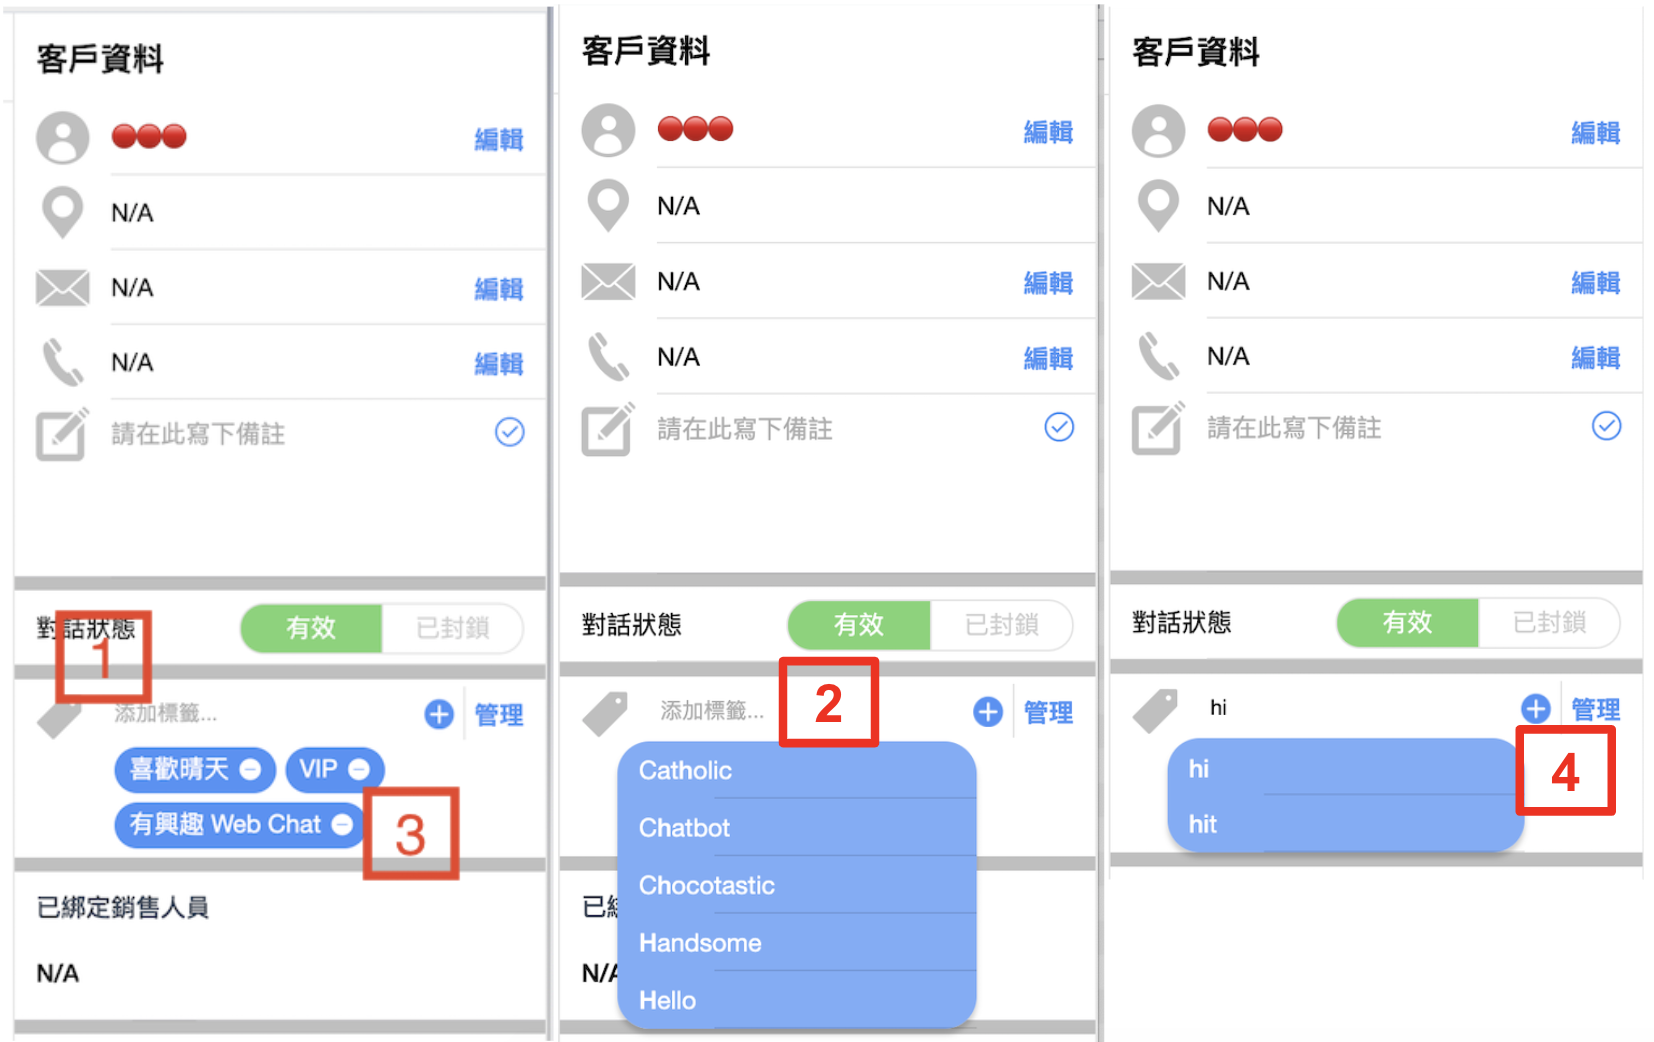 客戶資料
編輯
N/A
N/A
編輯
N/A
編輯
請在此寫下備註
對話狀態
有效
已封鎖
1
添加標籤...
管理
喜歡晴天
VIP
有興趣 Web Chat
3
已綁定銷售人員
N/A
客戶資料
編輯
N/A
N/A
編輯
N/A
編輯
請在此寫下備註
對話狀態
有效
已封鎖
2
添加標籤...
管理
Catholic
Chatbot
Chocotastic
已
Handsome
N/A
Hello
客戶資料
編輯
N/A
N/A
編輯
N/A
編輯
請在此寫下備註
對話狀態
有效
已封鎖
hi
管理
4
hi
hit